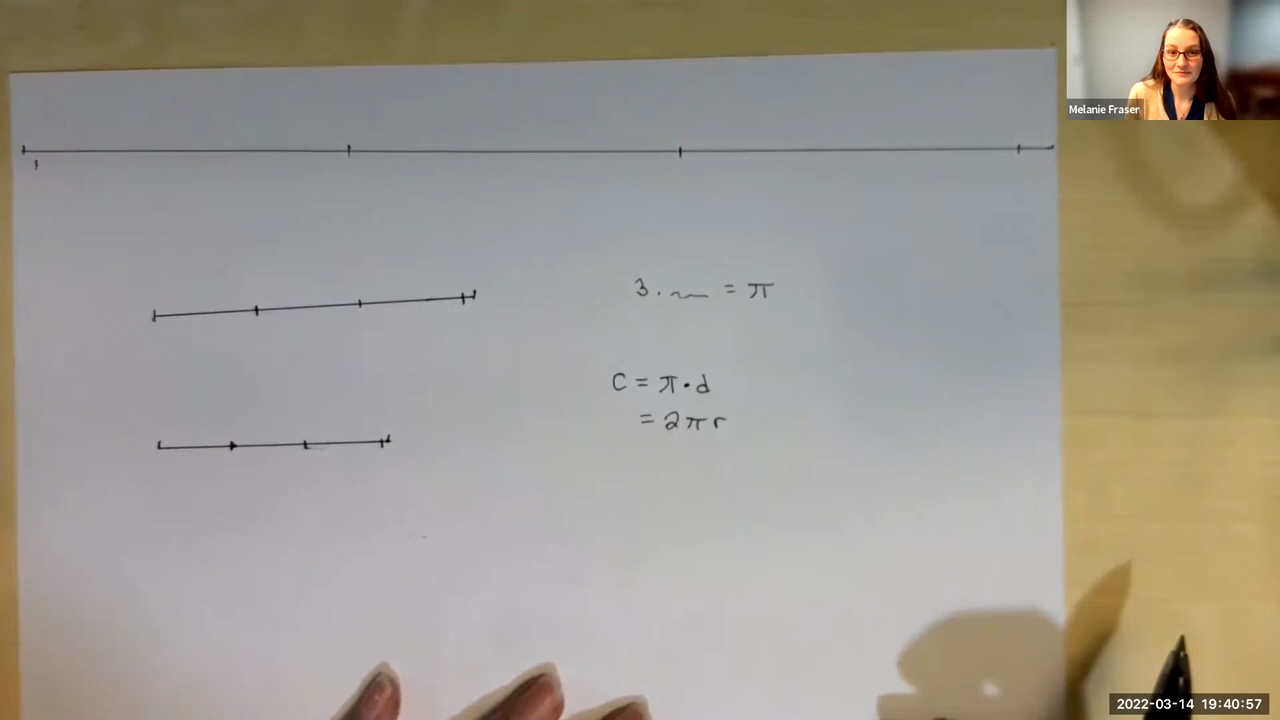 Melanie Fraser
3. ~ = π
C = π·d
= 2πr
2022-03-14 19:40:57